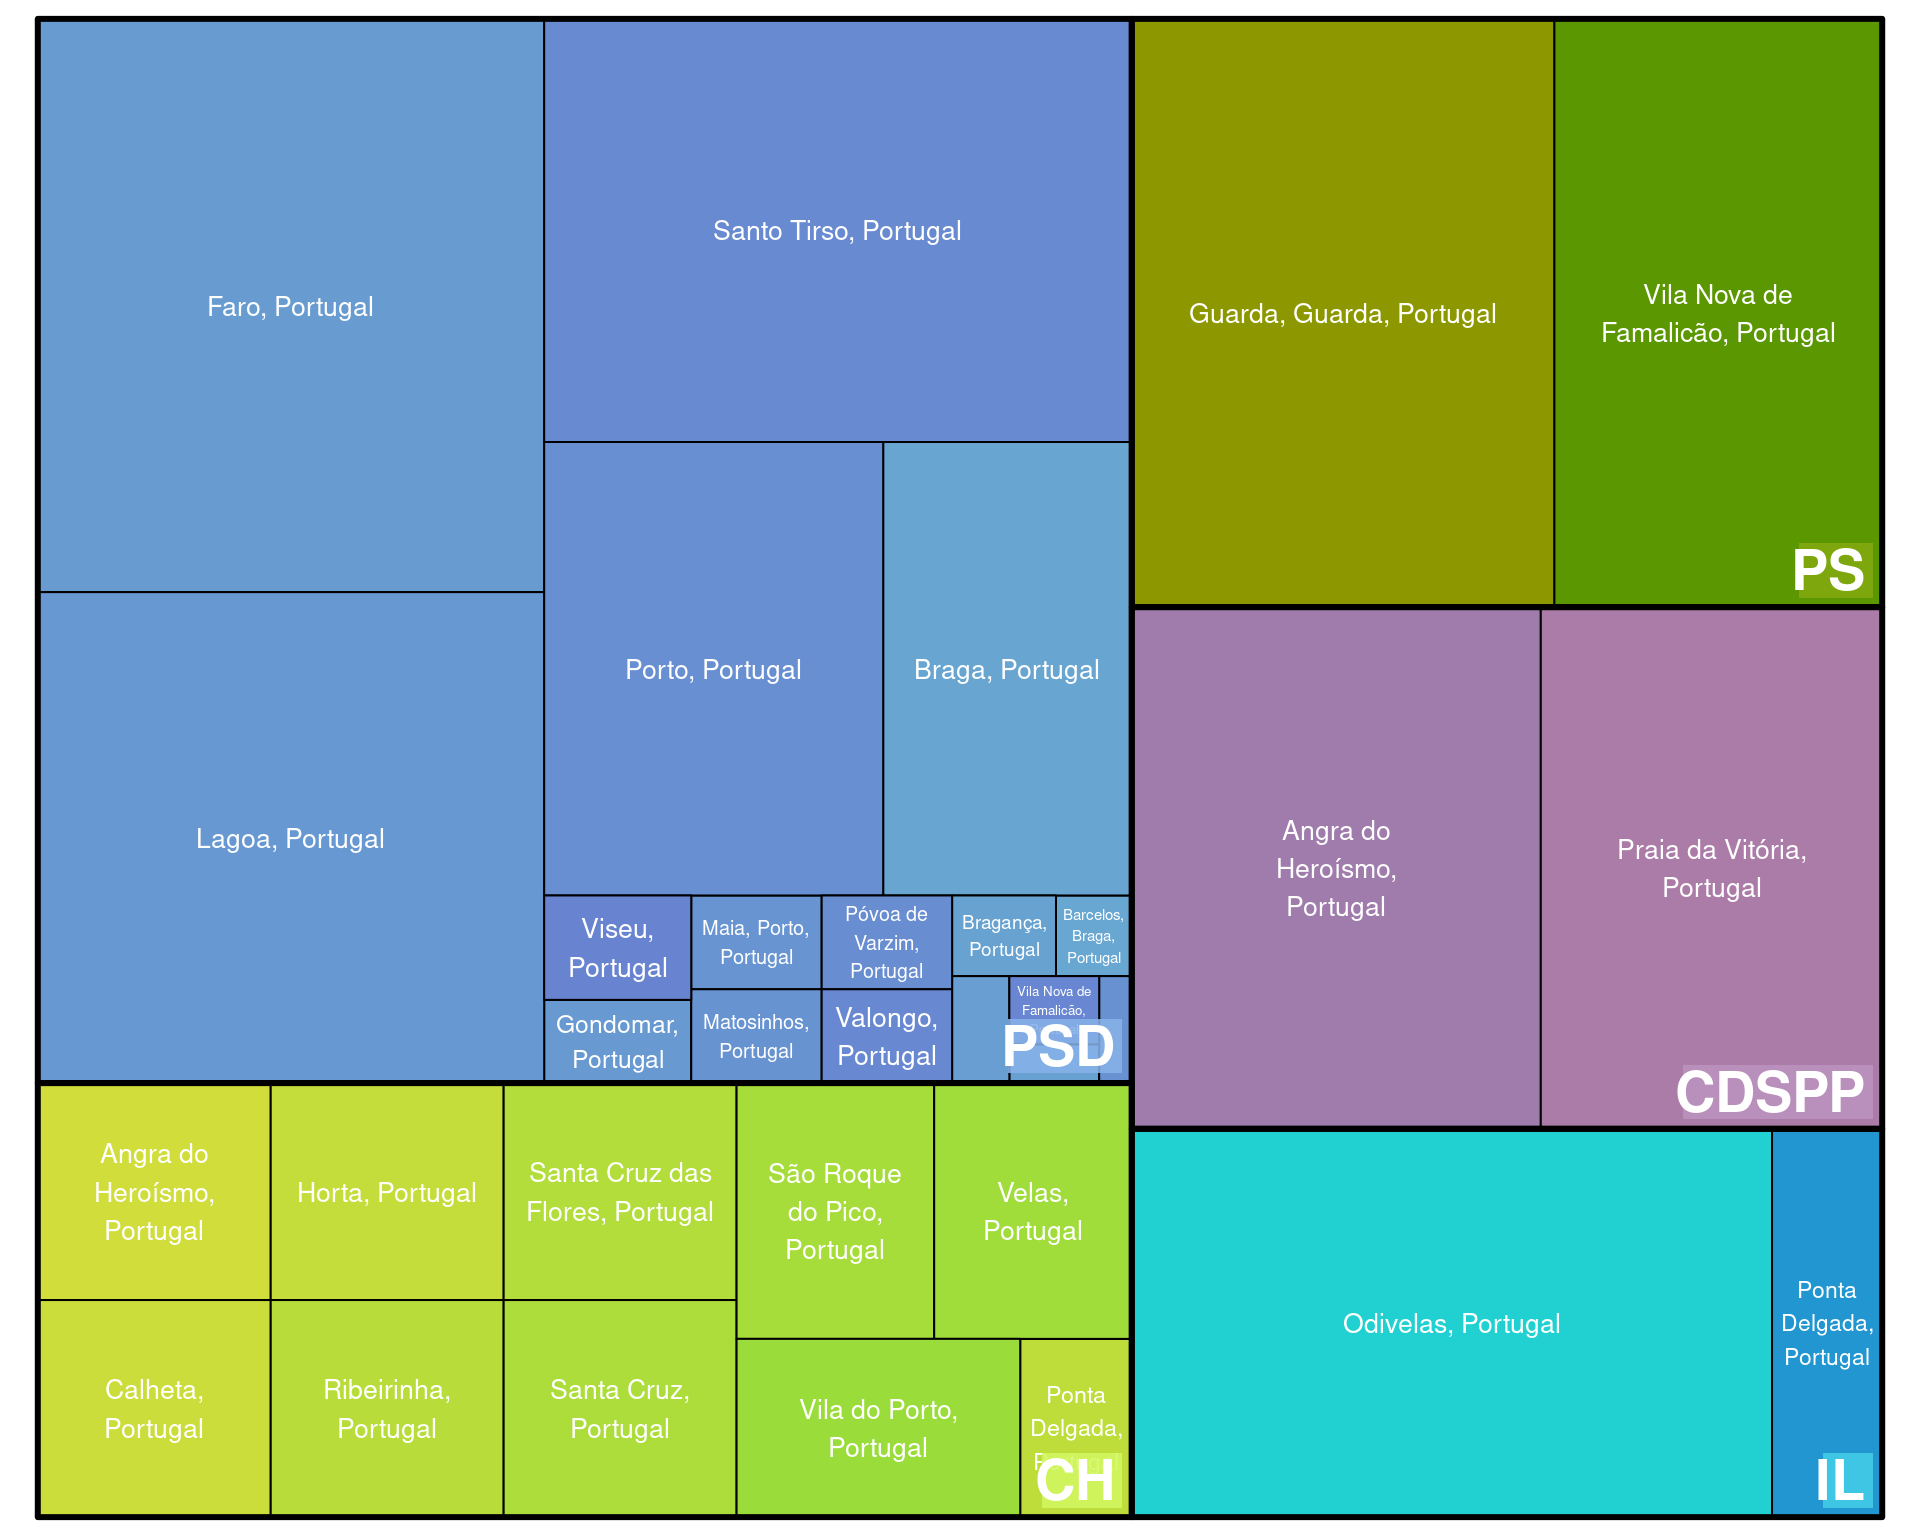 Faro, Portugal
Santo Tirso, Portugal
Lagoa, Portugal
Porto, Portugal
Braga, Portugal
Viseu,
Portugal
Gondomar,
Portugal
Maia, Porto,
Portugal
Matosinhos,
Portugal
Póvoa de
Varzim,
Portugal
Valongo,
Portugal
Bragança,
Portugal
Barcelos,
Braga,
Portugal
Vila Nova de
Famalicão,
PSD
Guarda, Guarda, Portugal
Vila Nova de
Famalicão, Portugal
PS
Angra do
Heroísmo,
Portugal
Praia da Vitória,
Portugal
CDSPP
Angra do
Heroísmo,
Portugal
Horta, Portugal
Santa Cruz das
Flores, Portugal
São Roque
do Pico,
Portugal
Velas,
Portugal
Calheta,
Portugal
Ribeirinha,
Portugal
Santa Cruz,
Portugal
Vila do Porto,
Portugal
Ponta
Delgada,
CH
Odivelas, Portugal
Ponta
Delgada,
Portugal
IL